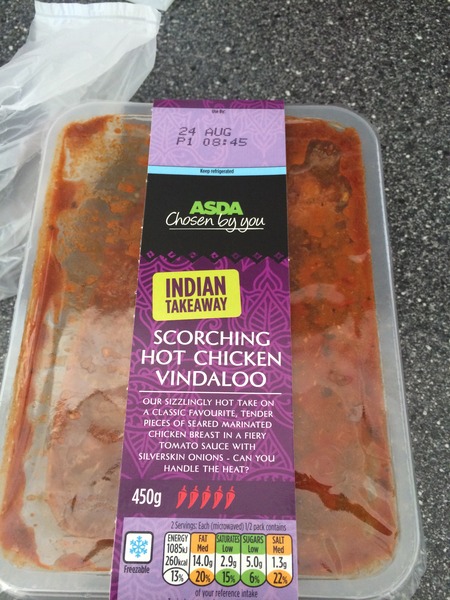 Use By:
24 AUG
P1 08:45
Keep refrigerated
ASDA
Chosen by you
INDIAN
TAKEAWAY
SCORCHING
HOT CHICKEN
VINDALOO
OUR SIZZLINGLY HOT TAKE ON
A CLASSIC FAVOURITE, TENDER
PIECES OF SEARED MARINATED
CHICKEN BREAST IN A FIERY
TOMATO SAUCE WITH
SILVERSKIN ONIONS - CAN YOU
HANDLE THE HEAT?
450g
2 Servings: Each (microwaved) 1/2 pack contains
Freezable
ENERGY FAT SATURATES SUGARS SALT
1085kJ Med Low Low Med
260kcal 14.0g 2.9g 5.0g 1.3g
13% 20% 15% 6% 22%
of your reference intake